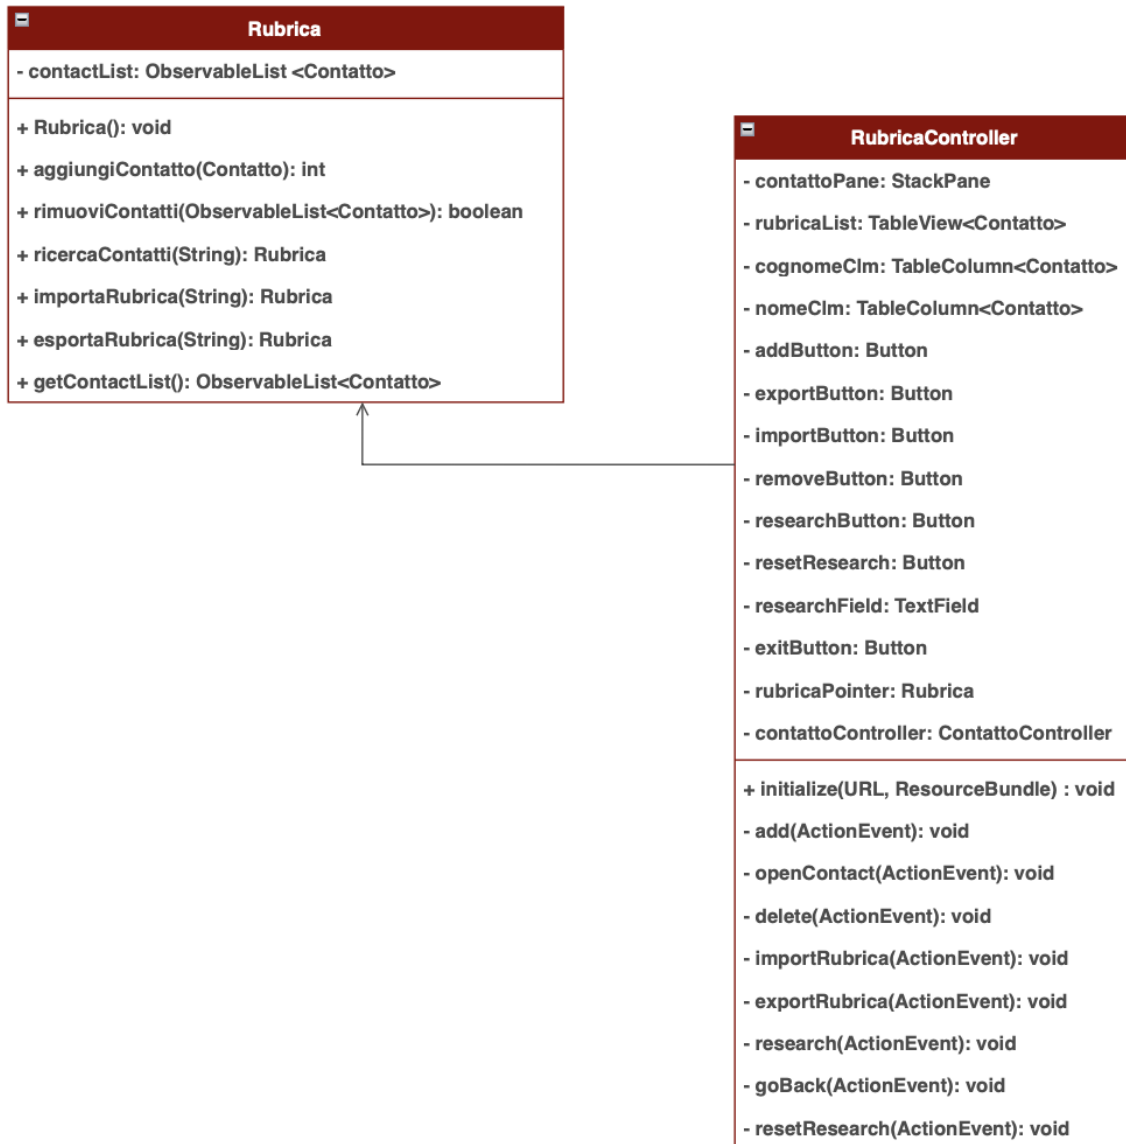 Rubrica
- contactList: ObservableList <Contatto>
+ Rubrica(): void
+ aggiungiContatto(Contatto): int
+ rimuoviContatti(ObservableList<Contatto>): boolean
+ ricercaContatti(String): Rubrica
+ importaRubrica(String): Rubrica
+ esportaRubrica(String): Rubrica
+ getContactList(): ObservableList<Contatto>
RubricaController
- contattoPane: StackPane
- rubricaList: TableView<Contatto>
- cognomeClm: TableColumn<Contatto>
- nomeClm: TableColumn<Contatto>
- addButton: Button
- exportButton: Button
- importButton: Button
- removeButton: Button
- researchButton: Button
- resetResearch: Button
- researchField: TextField
- exitButton: Button
- rubricaPointer: Rubrica
- contattoController: ContattoController
+ initialize(URL, ResourceBundle) : void
- add(ActionEvent): void
- openContact(ActionEvent): void
- delete(ActionEvent): void
- importRubrica(ActionEvent): void
- exportRubrica(ActionEvent): void
- research(ActionEvent): void
- goBack(ActionEvent): void
- resetResearch(ActionEvent): void